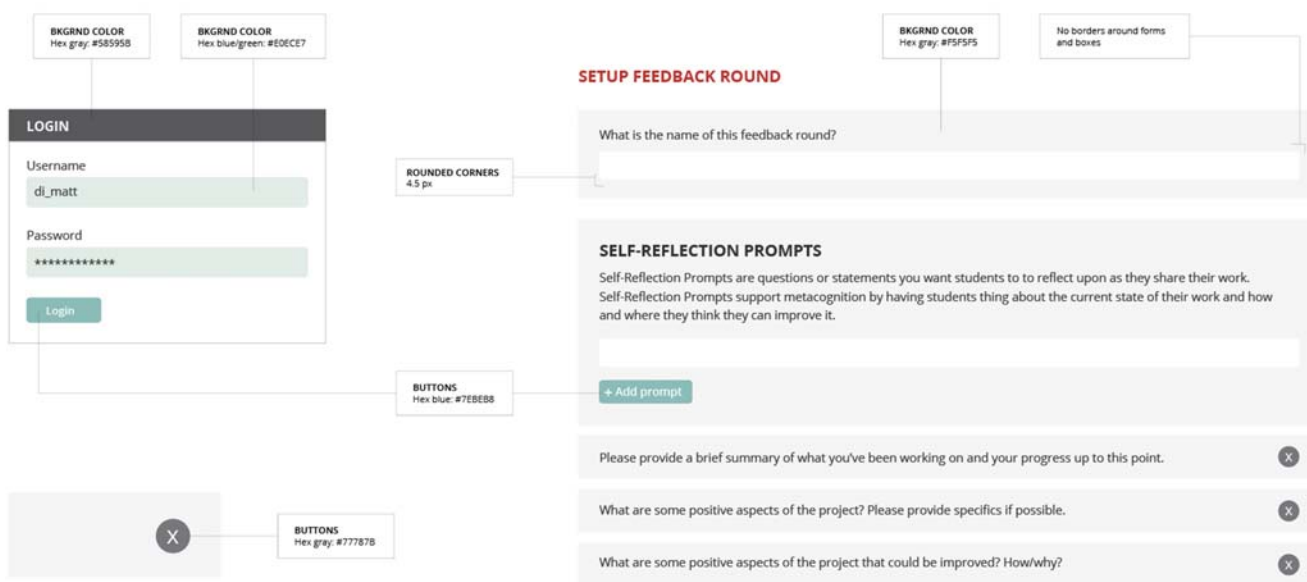 BKGRND COLOR
Hex gray: #58595B
BKGRND COLOR
Hex blue/green: #E0ECE7
LOGIN
Username
di_matt
Password
************
Login
X
BUTTONS
Hex gray: #77787B
ROUNDED CORNERS
4.5 px
BUTTONS
Hex blue: #7EBEB8
BKGRND COLOR
Hex gray: #F5F5F5
No borders around forms
and boxes
SETUP FEEDBACK ROUND
What is the name of this feedback round?
SELF-REFLECTION PROMPTS
Self-Reflection Prompts are questions or statements you want students to to reflect upon as they share their work.
Self-Reflection Prompts support metacognition by having students thing about the current state of their work and how
and where they think they can improve it.
+ Add prompt
Please provide a brief summary of what you've been working on and your progress up to this point.
X
What are some positive aspects of the project? Please provide specifics if possible.
X
What are some positive aspects of the project that could be improved? How/why?
X